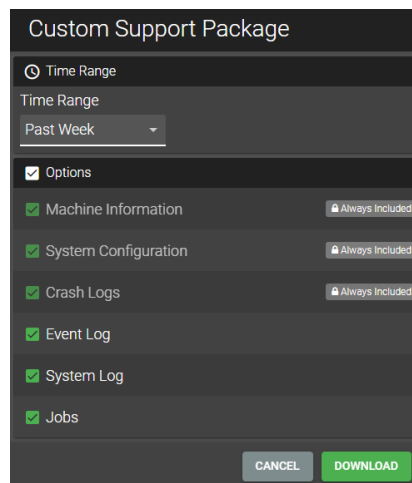 Custom Support Package
Time Range
Time Range
Past Week
Options
Machine Information Always Included
System Configuration Always Included
Crash Logs Always Included
Event Log
System Log
Jobs
CANCEL DOWNLOAD